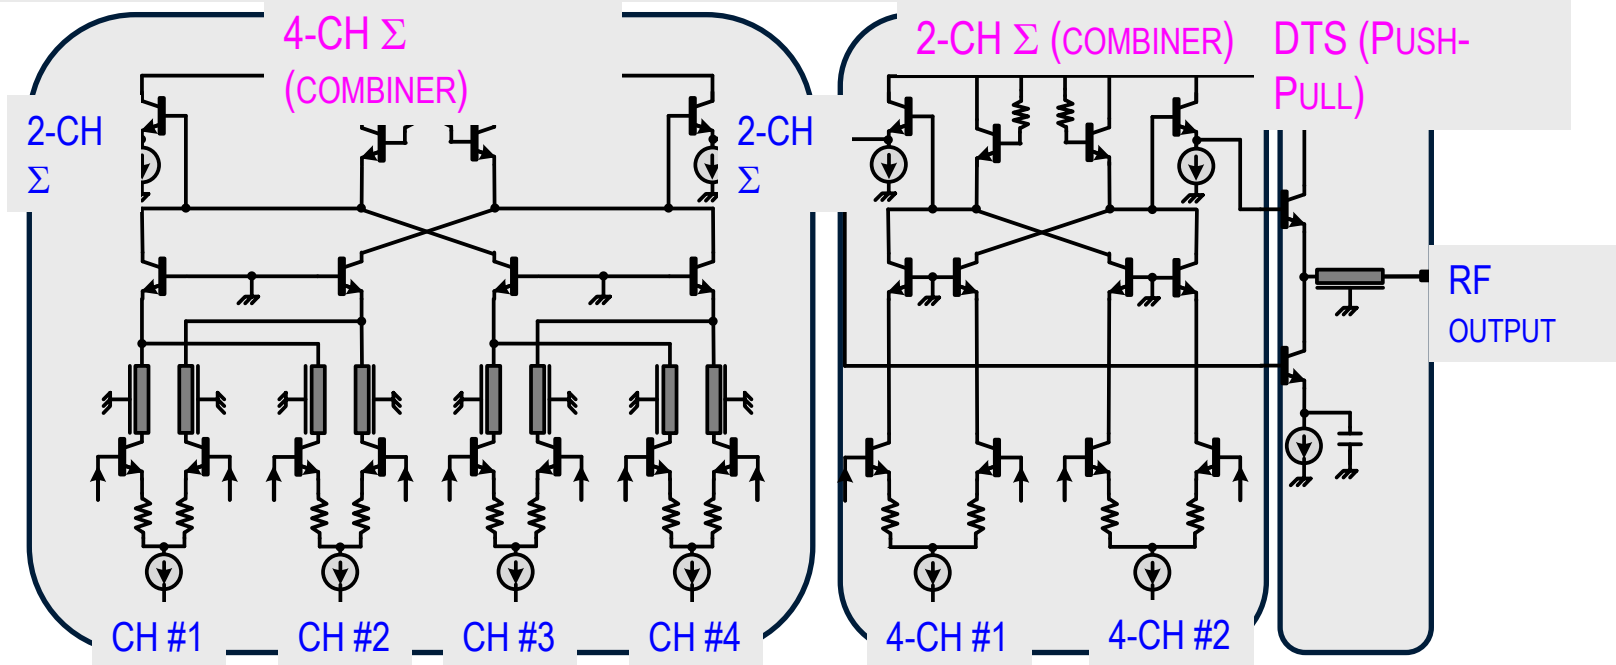 4-CH Σ
(COMBINER)
2-CH
Σ
2-CH
Σ
2-CH Σ (COMBINER)
DTS (PUSH-
PULL)
RF
OUTPUT
CH #1
CH #2
CH #3
CH #4
4-CH #1
4-CH #2